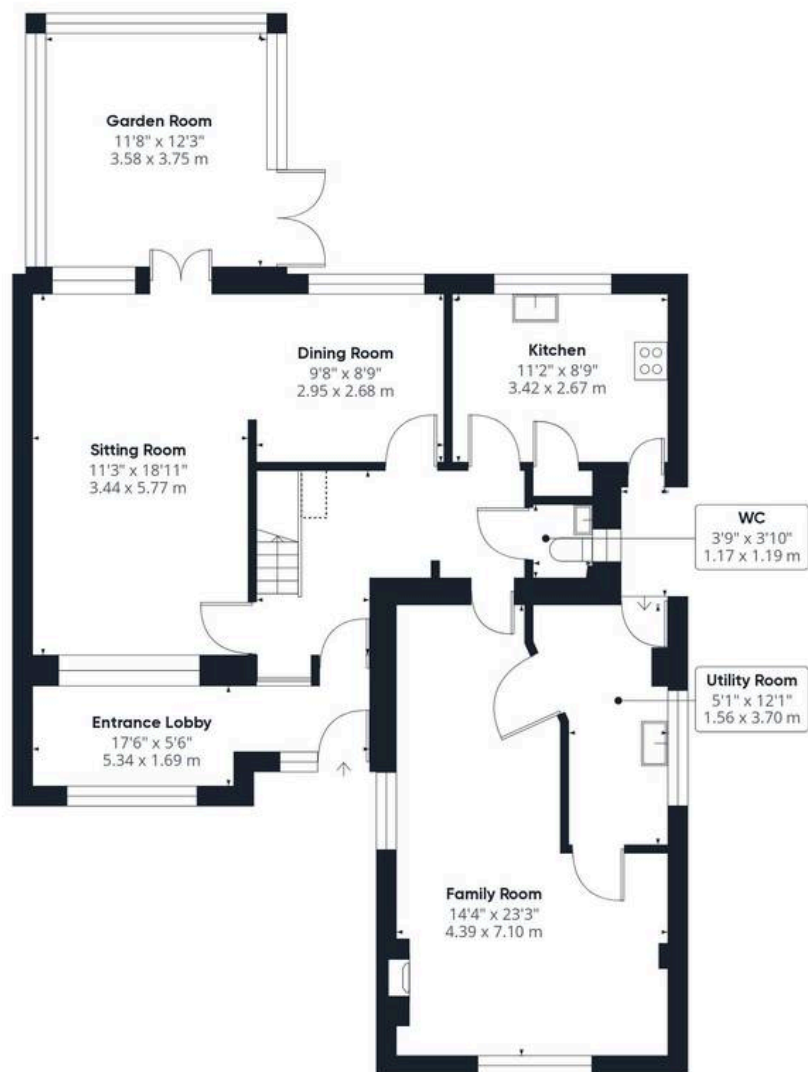 Garden Room
11'8" x 12'3"
3.58 x 3.75 m
Dining Room
9'8" x 8'9"
2.95 x 2.68 m
Kitchen
11'2" x 8'9"
3.42 x 2.67 m
Sitting Room
11'3" x 18'11"
3.44 x 5.77 m
WC
3'9" x 3'10"
1.17 x 1.19 m
Utility Room
5'1" x 12'1"
1.56 x 3.70 m
Entrance Lobby
17'6" x 5'6"
5.34 x 1.69 m
Family Room
14'4" x 23'3"
4.39 x 7.10 m